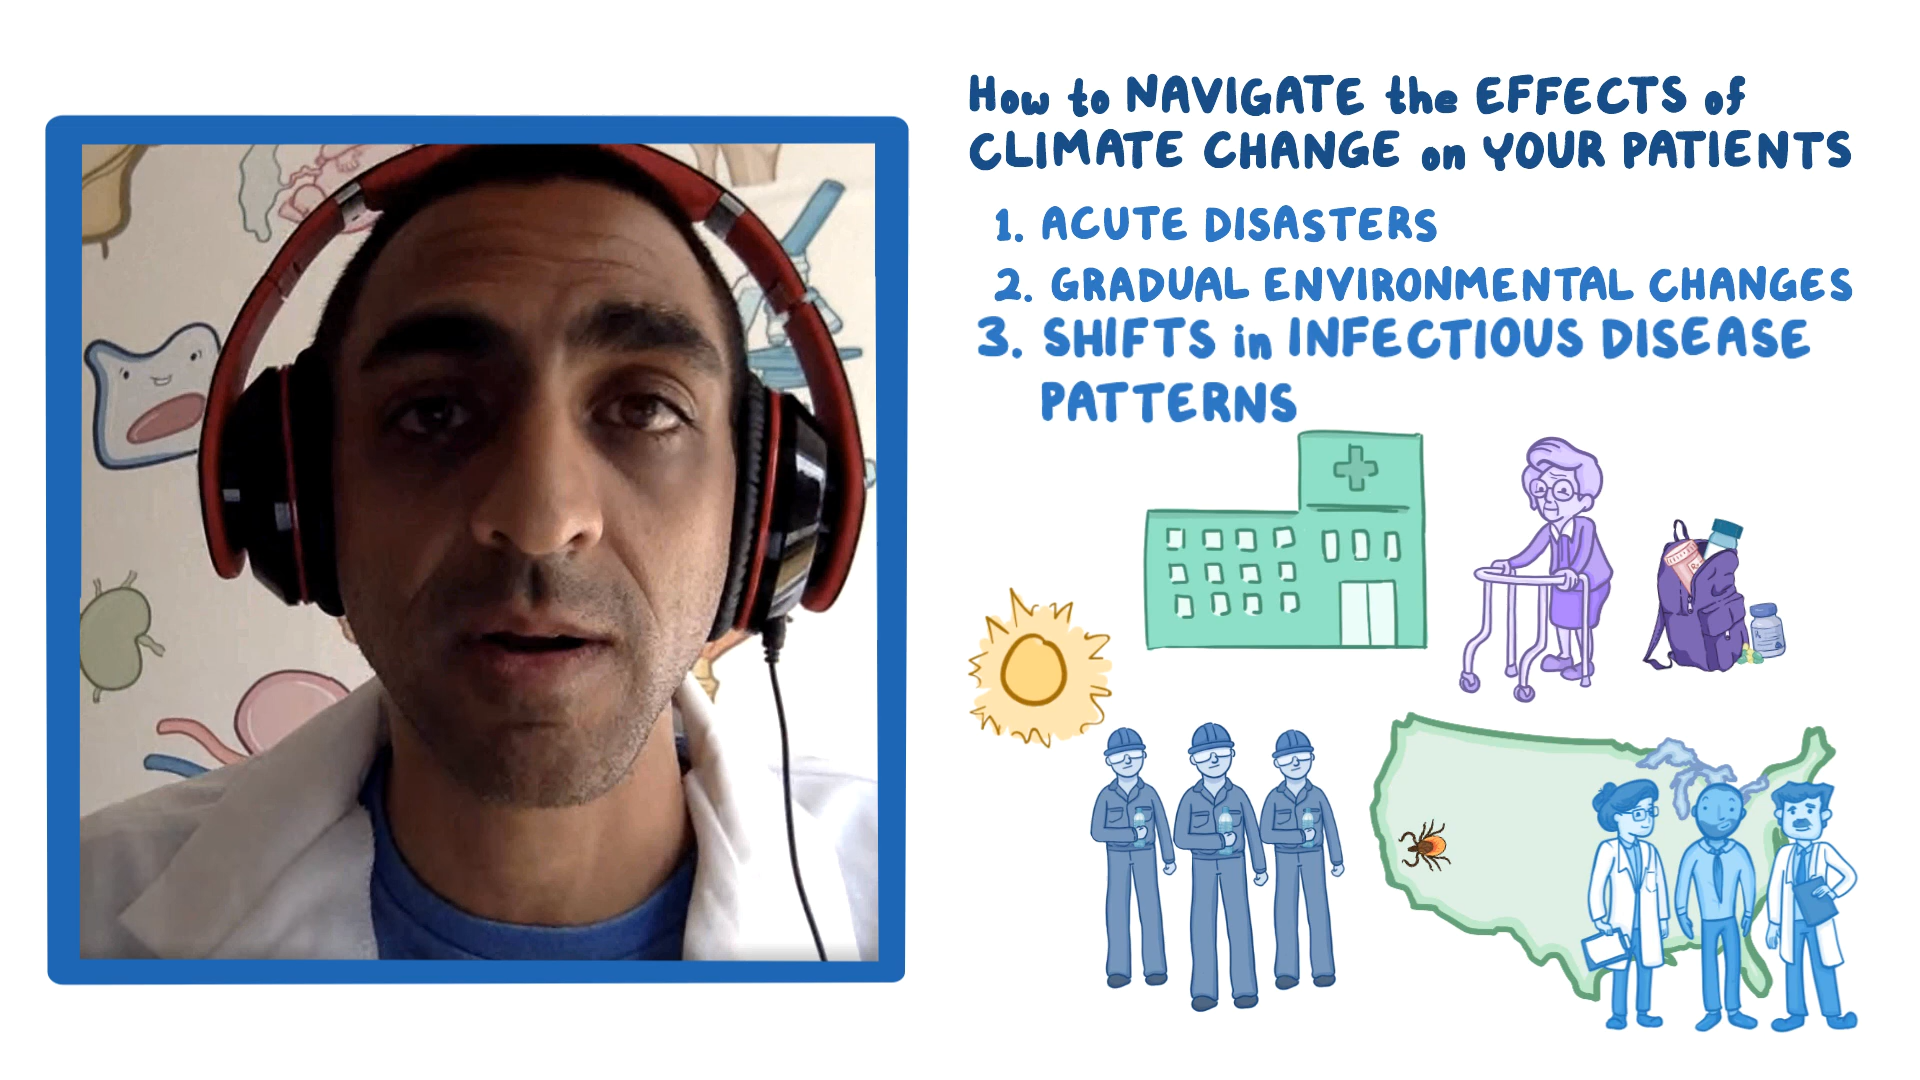 How to NAVIGATE the EFFECTS of
CLIMATE CHANGE on YOUR PATIENTS
1. ACUTE DISASTERS
2. GRADUAL ENVIRONMENTAL CHANGES
3. SHIFTS in INFECTIOUS DISEASE
PATTERNS